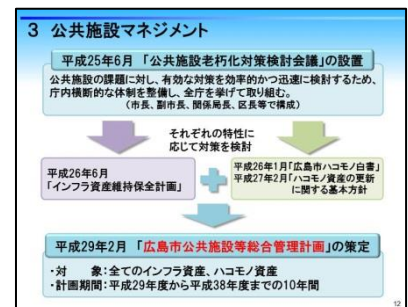 3 公共施設マネジメント
平成25年6月 「公共施設老朽化対策検討会議」の設置
公共施設の課題に対し、有効な対策を効率的かつ迅速に検討するため、
庁内横断的な体制を整備し、全庁を挙げて取り組む。
（市長、副市長、関係局長、区長等で構成）
それぞれの特性に
応じて対策を検討
平成26年6月
「インフラ資産維持保全計画」
平成26年1月「広島市ハコモノ白書」
平成27年2月「ハコモノ資産の更新
に関する基本方針
平成29年2月 「広島市公共施設等総合管理計画」の策定
・対 象：全てのインフラ資産、ハコモノ資産
・計画期間：平成29年度から平成38年度までの10年間
12